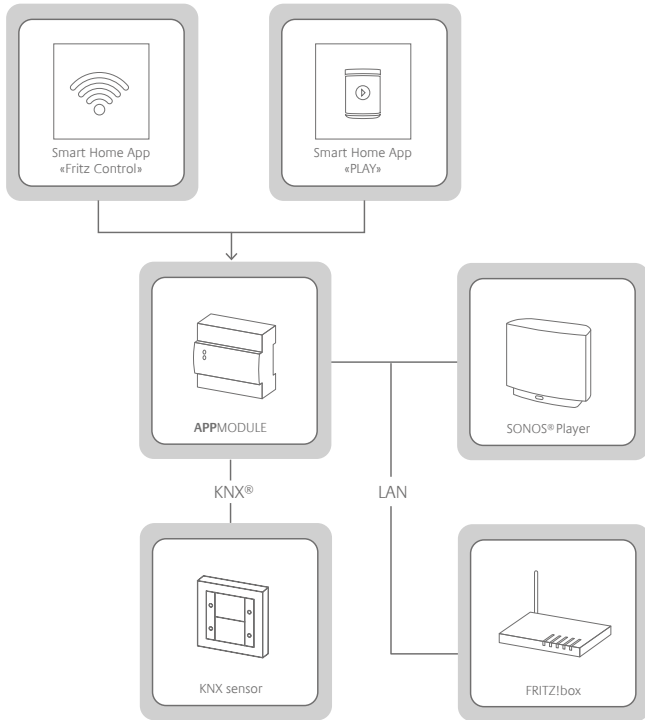 Smart Home App
«Fritz Control»
Smart Home App
«PLAY»
APPMODULE
SONOS® Player
KNX®
LAN
KNX sensor
FRITZ!box